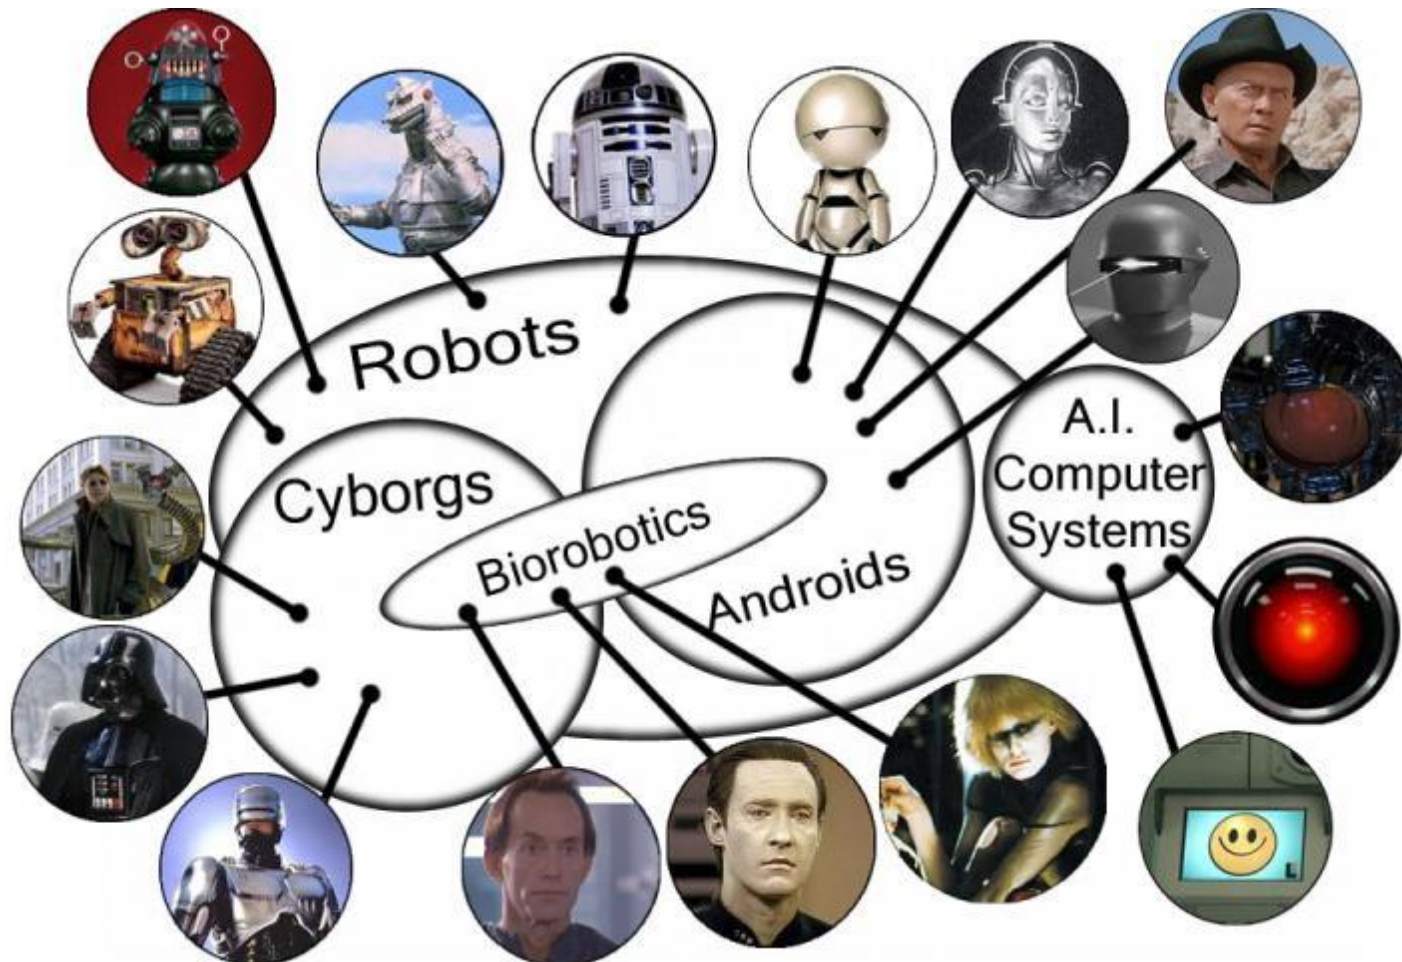 Robots
Cyborgs
Biorobotics
Androids
A.I.
Computer
Systems